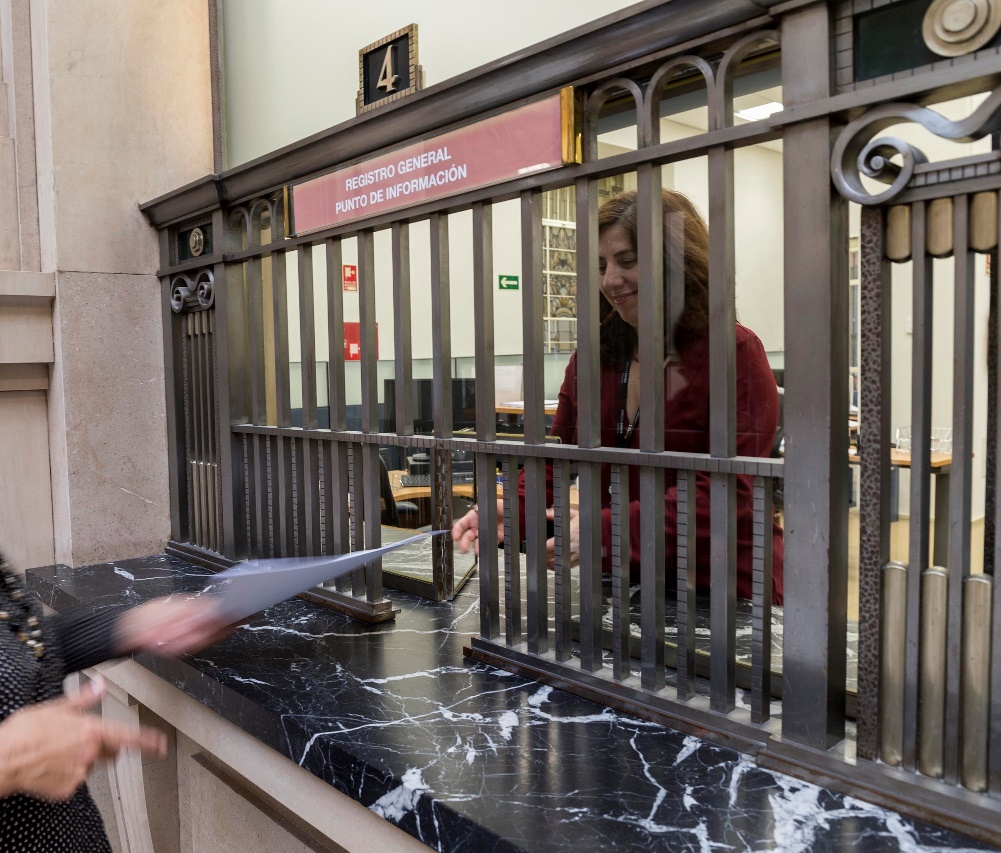 4
REGISTRO GENERAL
PUNTO DE INFORMACIÓN